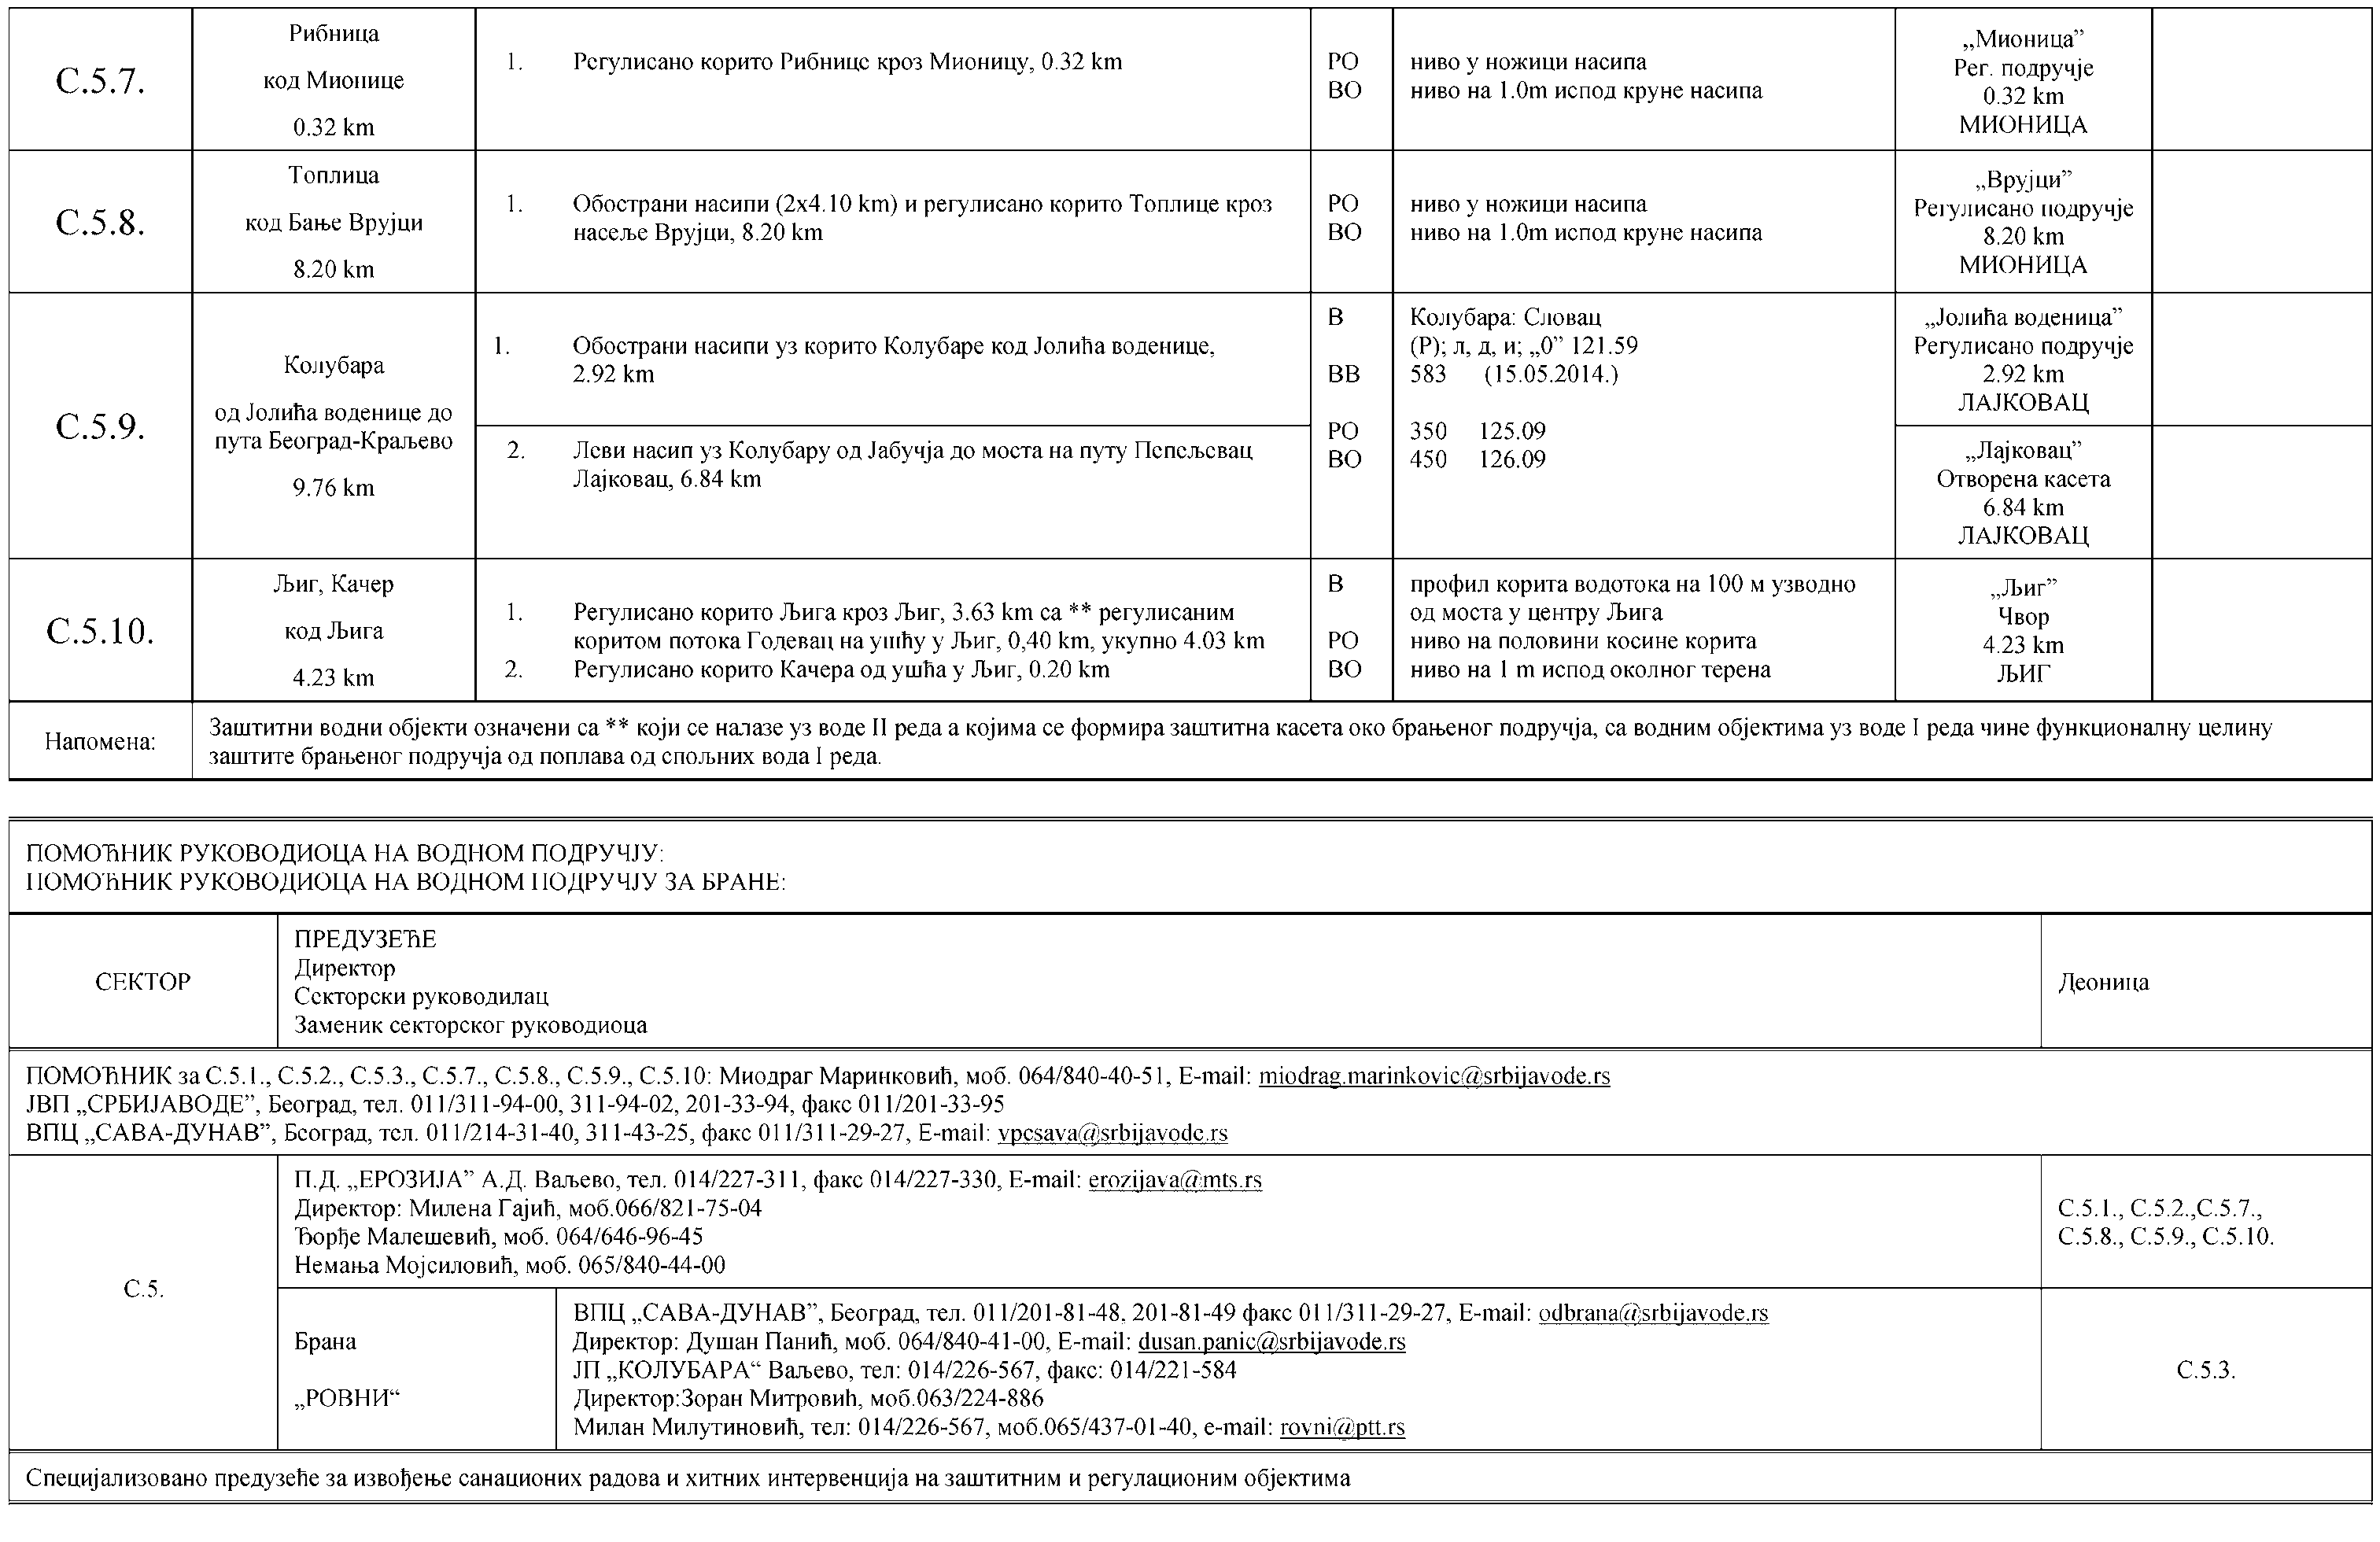 С.5.7.
Рибница
код Мионице
0.32 km
1. Регулисано корито Рибнице кроз Мионицу, 0.32 km
РО ниво у ножици насипа
ВО ниво на 1.0m испод круне насипа
„Мионица”
Рег. подручје
0.32 km
МИОНИЦА
С.5.8.
Топлица
код Бање Врујци
8.20 km
1. Обострани насипи (2x4.10 km) и регулисано корито Топлице кроз
насеље Врујци, 8.20 km
РО ниво у ножици насипа
ВО ниво на 1.0m испод круне насипа
„Врујци”
Регулисано подручје
8.20 km
МИОНИЦА
С.5.9.
Колубара
од Јолића воденице до
пута Београд-Краљево
9.76 km
1. Обострани насипи уз корито Колубаре код Јолића воденице,
2.92 km
2. Леви насип уз Колубару од Јабучја до моста на путу Пепељевац
Лајковац, 6.84 km
В Колубара: Словац
(Р); л, д, и; „0” 121.59
ВВ 583 (15.05.2014.)
РО 350 125.09
ВО 450 126.09
„Јолића воденица”
Регулисано подручје
2.92 km
ЛАЈКОВАЦ
„Лајковац”
Отворена касета
6.84 km
ЛАЈКОВАЦ
С.5.10.
Љиг, Качер
код Љига
4.23 km
1. Регулисано корито Љига кроз Љиг, 3.63 km са ** регулисаним
коритом потока Годевац на ушћу у Љиг, 0,40 km, укупно 4.03 km
2. Регулисано корито Качера од ушћа у Љиг, 0.20 km
В профил корита водотока на 100 м узводно
од моста у центру Љига
РО ниво на половини косине корита
ВО ниво на 1 m испод околног терена
„Љиг”
Чвор
4.23 km
ЉИГ
Напомена:
Заштитни водни објекти означени са ** који се налазе уз воде II реда а којима се формира заштитна касета око брањеног подручја, са водним објектима уз воде I реда чине функционалну целину
заштите брањеног подручја од поплава од спољних вода I реда.
ПОМОЋНИК РУКОВОДИОЦА НА ВОДНОМ ПОДРУЧЈУ:
ПОМОЋНИК РУКОВОДИОЦА НА ВОДНОМ ПОДРУЧЈУ ЗА БРАНЕ:
СЕКТОР
ПРЕДУЗЕЋЕ
Директор
Секторски руководилац
Заменик секторског руководиоца
Деоница
ПОМОЋНИК за С.5.1., С.5.2., С.5.3., С.5.7., С.5.8., С.5.9., С.5.10: Миодраг Маринковић, моб. 064/840-40-51, E-mail: miodrag.marinkovic@srbijavode.rs
ЈВП „СРБИЈАВОДЕ”, Београд, тел. 011/311-94-00, 311-94-02, 201-33-94, факс 011/201-33-95
ВПЦ „САВА-ДУНАВ”, Београд, тел. 011/214-31-40, 311-43-25, факс 011/311-29-27, E-mail: vpcsava@srbijavode.rs
С.5.
П.Д. „ЕРОЗИЈА” А.Д. Ваљево, тел. 014/227-311, факс 014/227-330, E-mail: erozijava@mts.rs
Директор: Милена Гајић, моб.066/821-75-04
Ђорђе Малешевић, моб. 064/646-96-45
Немања Мојсиловић, моб. 065/840-44-00
С.5.1., С.5.2.,С.5.7.,
С.5.8., С.5.9., С.5.10.
Брана
„РОВНИ“
ВПЦ „САВА-ДУНАВ”, Београд, тел. 011/201-81-48, 201-81-49 факс 011/311-29-27, E-mail: odbrana@srbijavode.rs
Директор: Душан Панић, моб. 064/840-41-00, E-mail: dusan.panic@srbijavode.rs
ЈП „КОЛУБАРА“ Ваљево, тел: 014/226-567, факс: 014/221-584
Директор:Зоран Митровић, моб.063/224-886
Милан Милутиновић, тел: 014/226-567, моб.065/437-01-40, e-mail: rovni@ptt.rs
С.5.3.
Специјализовано предузеће за извођење санационих радова и хитних интервенција на заштитним и регулационим објектима